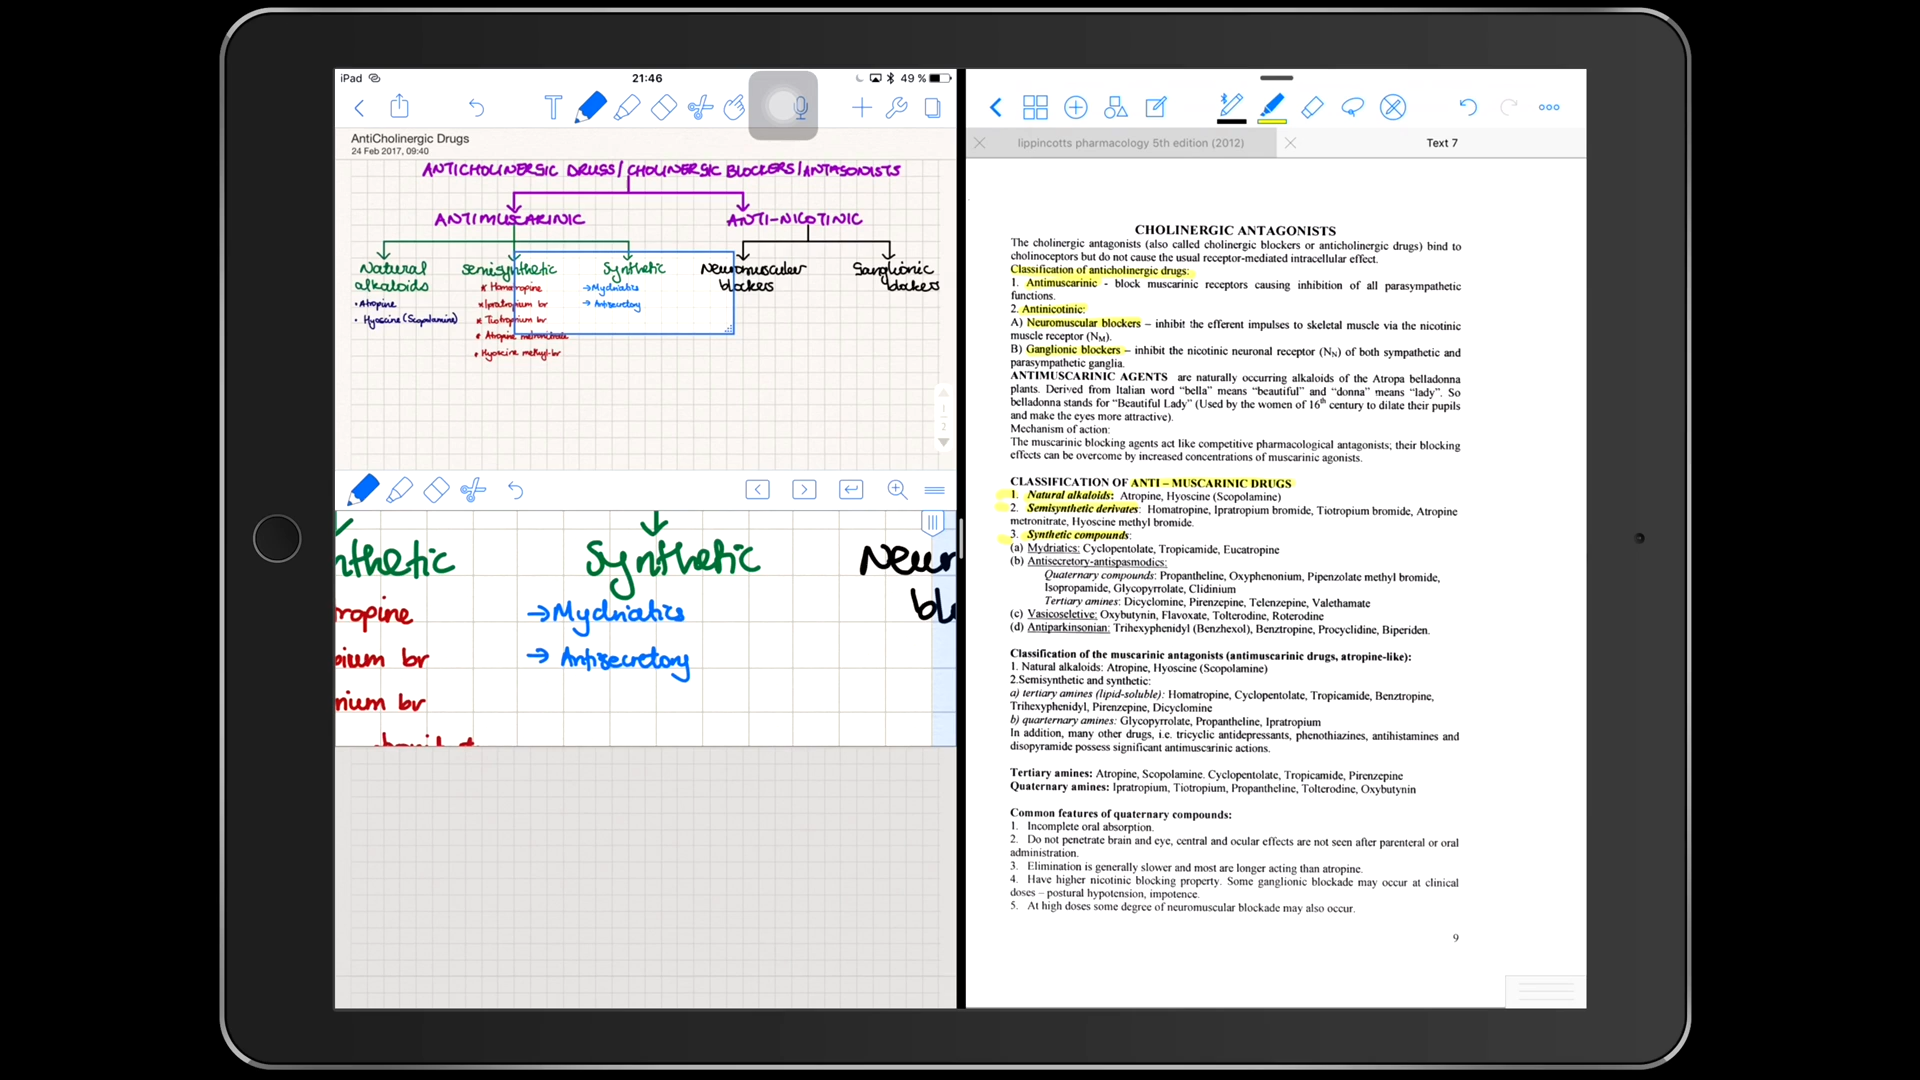 iPad
21:46
49 %
AntiCholinergic Drugs
24 Feb 2017, 09:40
ANTICHOLINERGIC DRUGS/CHOLINERGIC BLOCKERS/ANTAGONISTS
ANTIMUSCARINIC
ANTI-NICOTINIC
Natural alkaloids
• Atropine
• Hyoscine (Scopolamine)
Semisynthetic
* Homatropine
* Ipratropium br
* Tiotropium br
* Atropine metronitrate
* Hyoscine methyl-br
Synthetic
→ Mydriatics
→ Antisecretory
Neuromuscular blockers
Ganglionic blockers
1
2
nthetic
ropine
pium br
nium br
Synthetic
→ Mydriatics
→ Antisecretory
Neur
bl
lippincotts pharmacology 5th edition (2012)
Text 7
CHOLINERGIC ANTAGONISTS
The cholinergic antagonists (also called cholinergic blockers or anticholinergic drugs) bind to
cholinoceptors but do not cause the usual receptor-mediated intracellular effect.
Classification of anticholinergic drugs:
1. Antimuscarinic - block muscarinic receptors causing inhibition of all parasympathetic
functions.
2. Antinicotinic:
A) Neuromuscular blockers – inhibit the efferent impulses to skeletal muscle via the nicotinic
muscle receptor (NM).
B) Ganglionic blockers – inhibit the nicotinic neuronal receptor (NN) of both sympathetic and
parasympathetic ganglia.
ANTIMUSCARINIC AGENTS are naturally occurring alkaloids of the Atropa belladonna
plants. Derived from Italian word “bella” means “beautiful” and “donna” means “lady”. So
belladonna stands for “Beautiful Lady” (Used by the women of 16th century to dilate their pupils
and make the eyes more attractive).
Mechanism of action:
The muscarinic blocking agents act like competitive pharmacological antagonists; their blocking
effects can be overcome by increased concentrations of muscarinic agonists.
CLASSIFICATION OF ANTI – MUSCARINIC DRUGS
1. Natural alkaloids: Atropine, Hyoscine (Scopolamine)
2. Semisynthetic derivates: Homatropine, Ipratropium bromide, Tiotropium bromide, Atropine
metronitrate, Hyoscine methyl bromide.
3. Synthetic compounds:
(a) Mydriatics: Cyclopentolate, Tropicamide, Eucatropine
(b) Antisecretory-antispasmodics:
Quaternary compounds: Propantheline, Oxyphenonium, Pipenzolate methyl bromide,
Isopropamide, Glycopyrrolate, Clidinium
Tertiary amines: Dicyclomine, Pirenzepine, Telenzepine, Valethamate
(c) Vasicoseletive: Oxybutynin, Flavoxate, Tolterodine, Roterodine
(d) Antiparkinsonian: Trihexyphenidyl (Benzhexol), Benztropine, Procyclidine, Biperiden.
Classification of the muscarinic antagonists (antimuscarinic drugs, atropine-like):
1. Natural alkaloids: Atropine, Hyoscine (Scopolamine)
2.Semisynthetic and synthetic:
a) tertiary amines (lipid-soluble): Homatropine, Cyclopentolate, Tropicamide, Benztropine,
Trihexyphenidyl, Pirenzepine, Dicyclomine
b) quarternary amines: Glycopyrrolate, Propantheline, Ipratropium
In addition, many other drugs, i.e. tricyclic antidepressants, phenothiazines, antihistamines and
disopyramide possess significant antimuscarinic actions.
Tertiary amines: Atropine, Scopolamine. Cyclopentolate, Tropicamide, Pirenzepine
Quaternary amines: Ipratropium, Tiotropium, Propantheline, Tolterodine, Oxybutynin
Common features of quaternary compounds:
1. Incomplete oral absorption.
2. Do not penetrate brain and eye, central and ocular effects are not seen after parenteral or oral
administration.
3. Elimination is generally slower and most are longer acting than atropine.
4. Have higher nicotinic blocking property. Some ganglionic blockade may occur at clinical
doses – postural hypotension, impotence.
5. At high doses some degree of neuromuscular blockade may also occur.
9